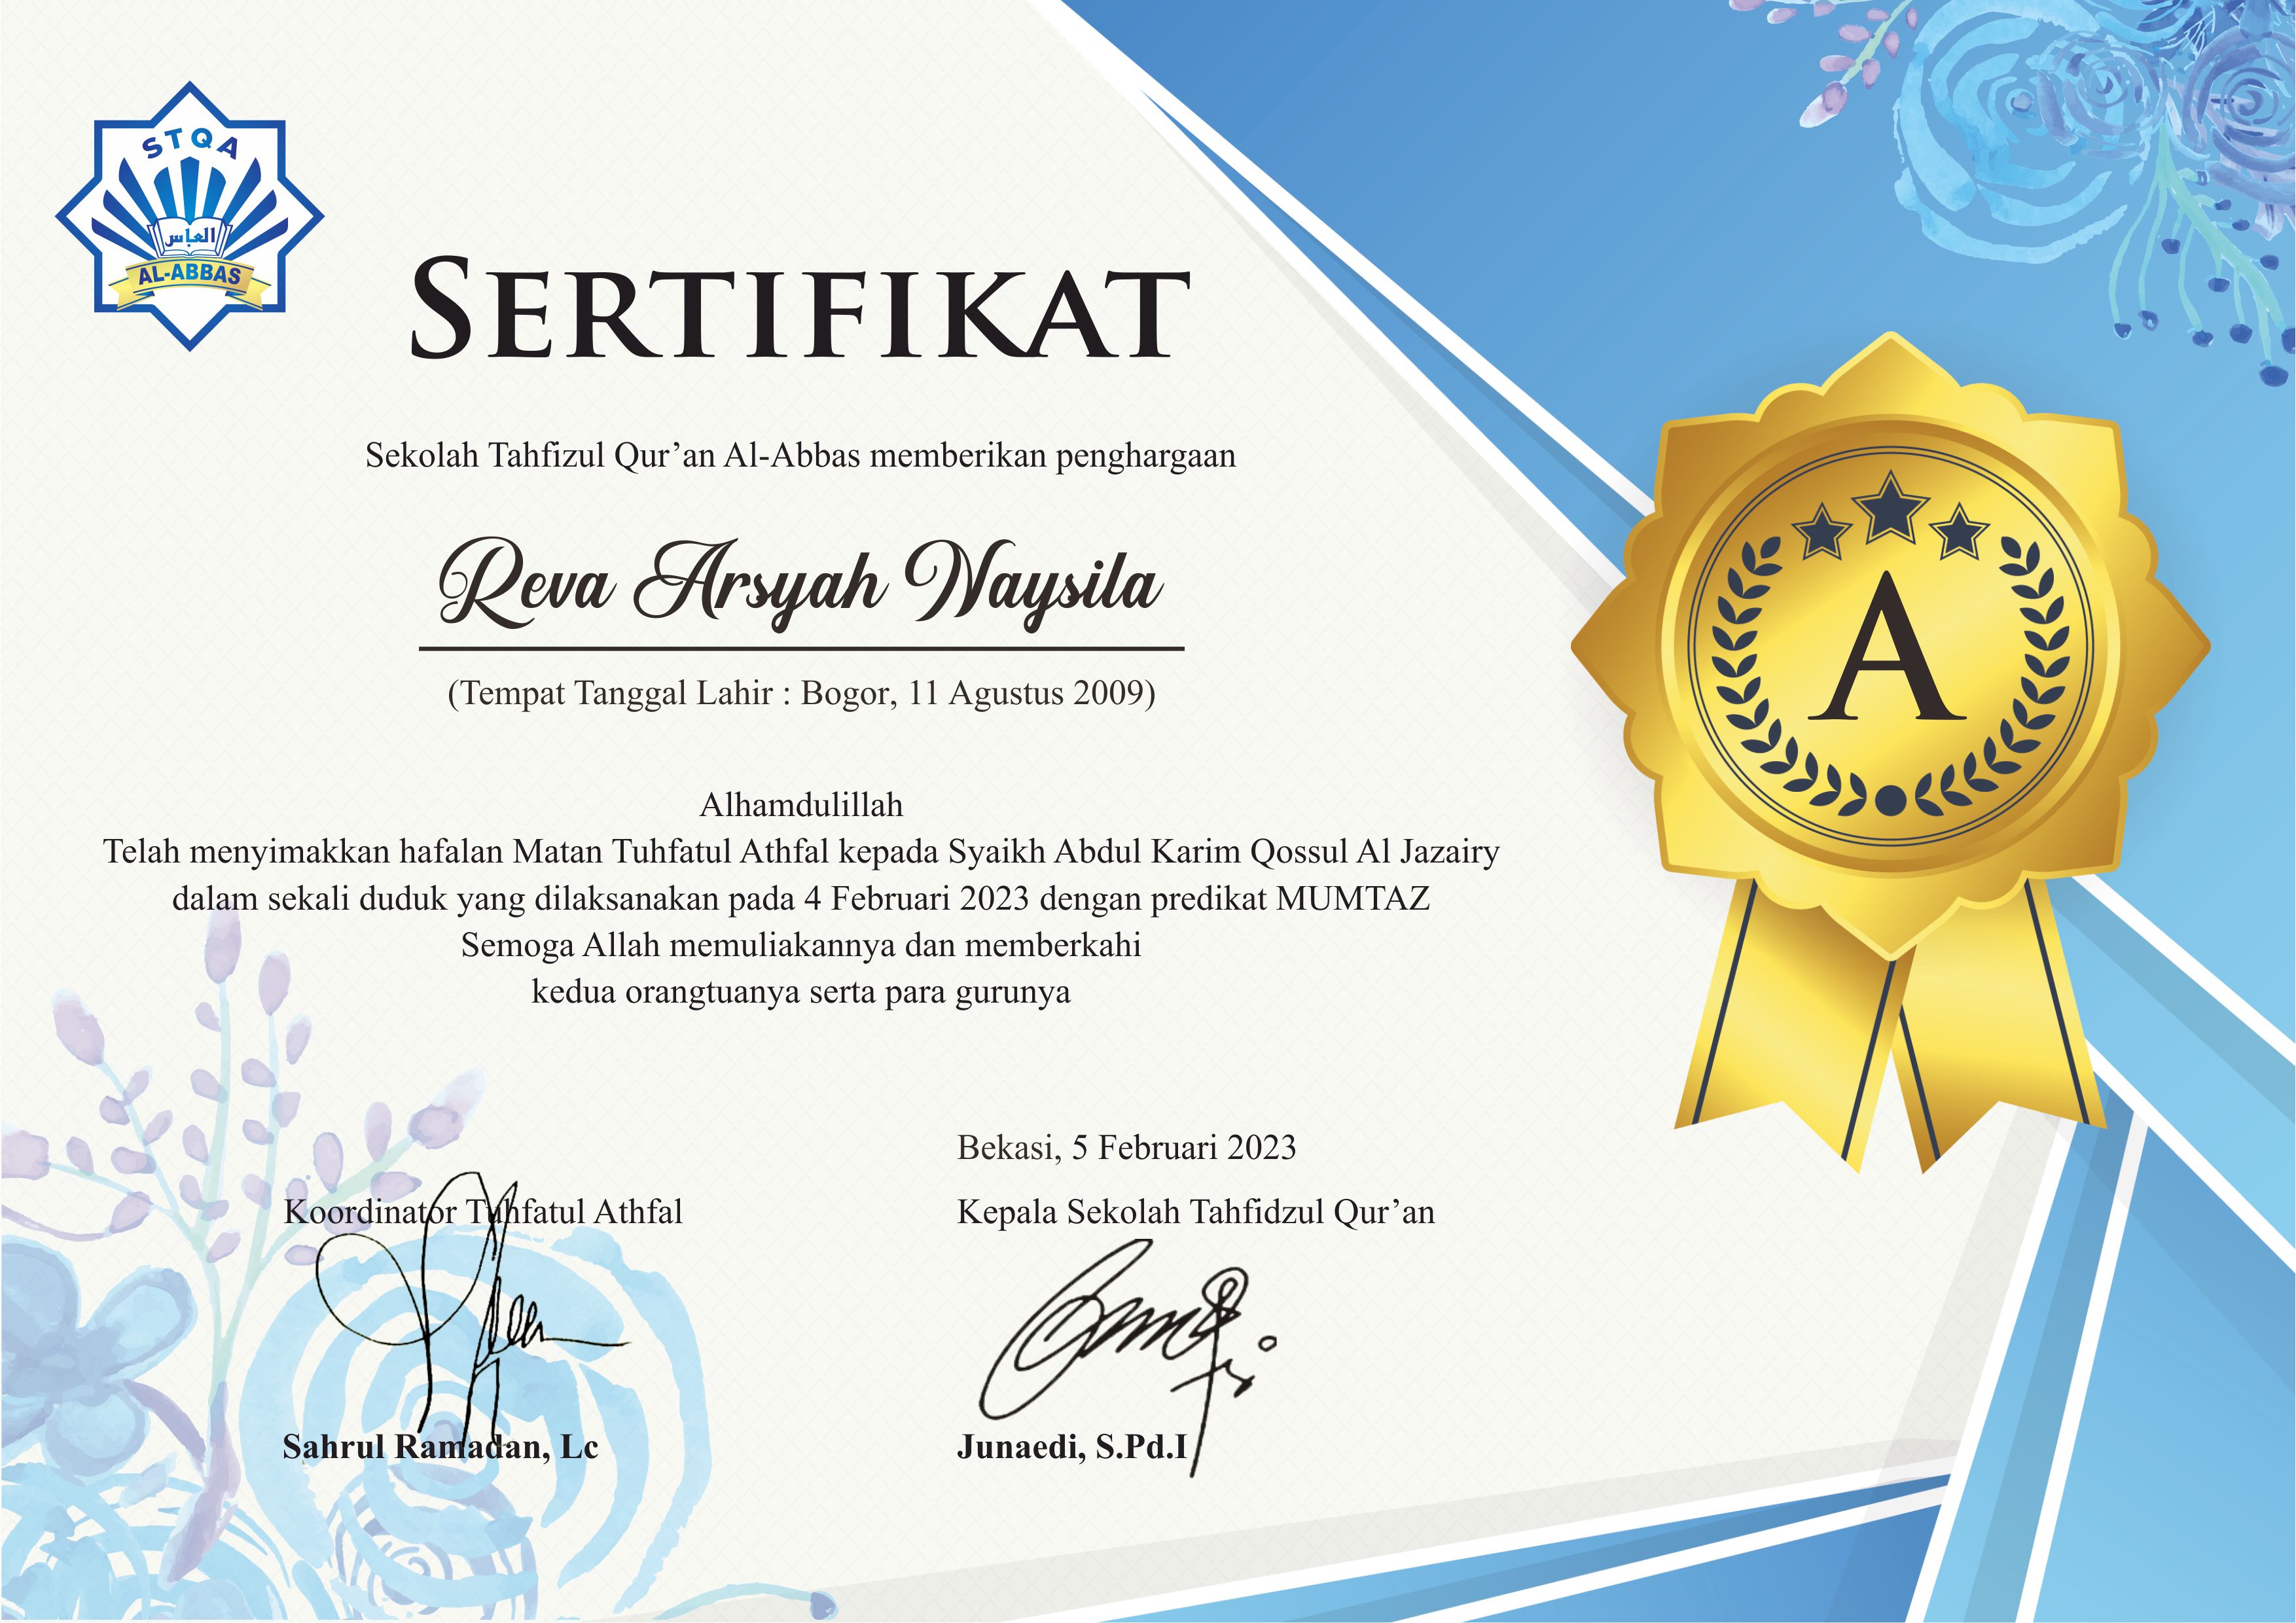 STQA
العباس
AL-ABBAS
SERTIFIKAT
Sekolah Tahfizul Qur’an Al-Abbas memberikan penghargaan
Reva Arsyah Naysila
(Tempat Tanggal Lahir : Bogor, 11 Agustus 2009)
A
Alhamdulillah
Telah menyimakkan hafalan Matan Tuhfatul Athfal kepada Syaikh Abdul Karim Qossul Al Jazairy
dalam sekali duduk yang dilaksanakan pada 4 Februari 2023 dengan predikat MUMTAZ
Semoga Allah memuliakannya dan memberkahi
kedua orangtuanya serta para gurunya
Bekasi, 5 Februari 2023
Koordinator Tuhfatul Athfal
Kepala Sekolah Tahfidzul Qur’an
Sahrul Ramadan, Lc
Junaedi, S.Pd.I